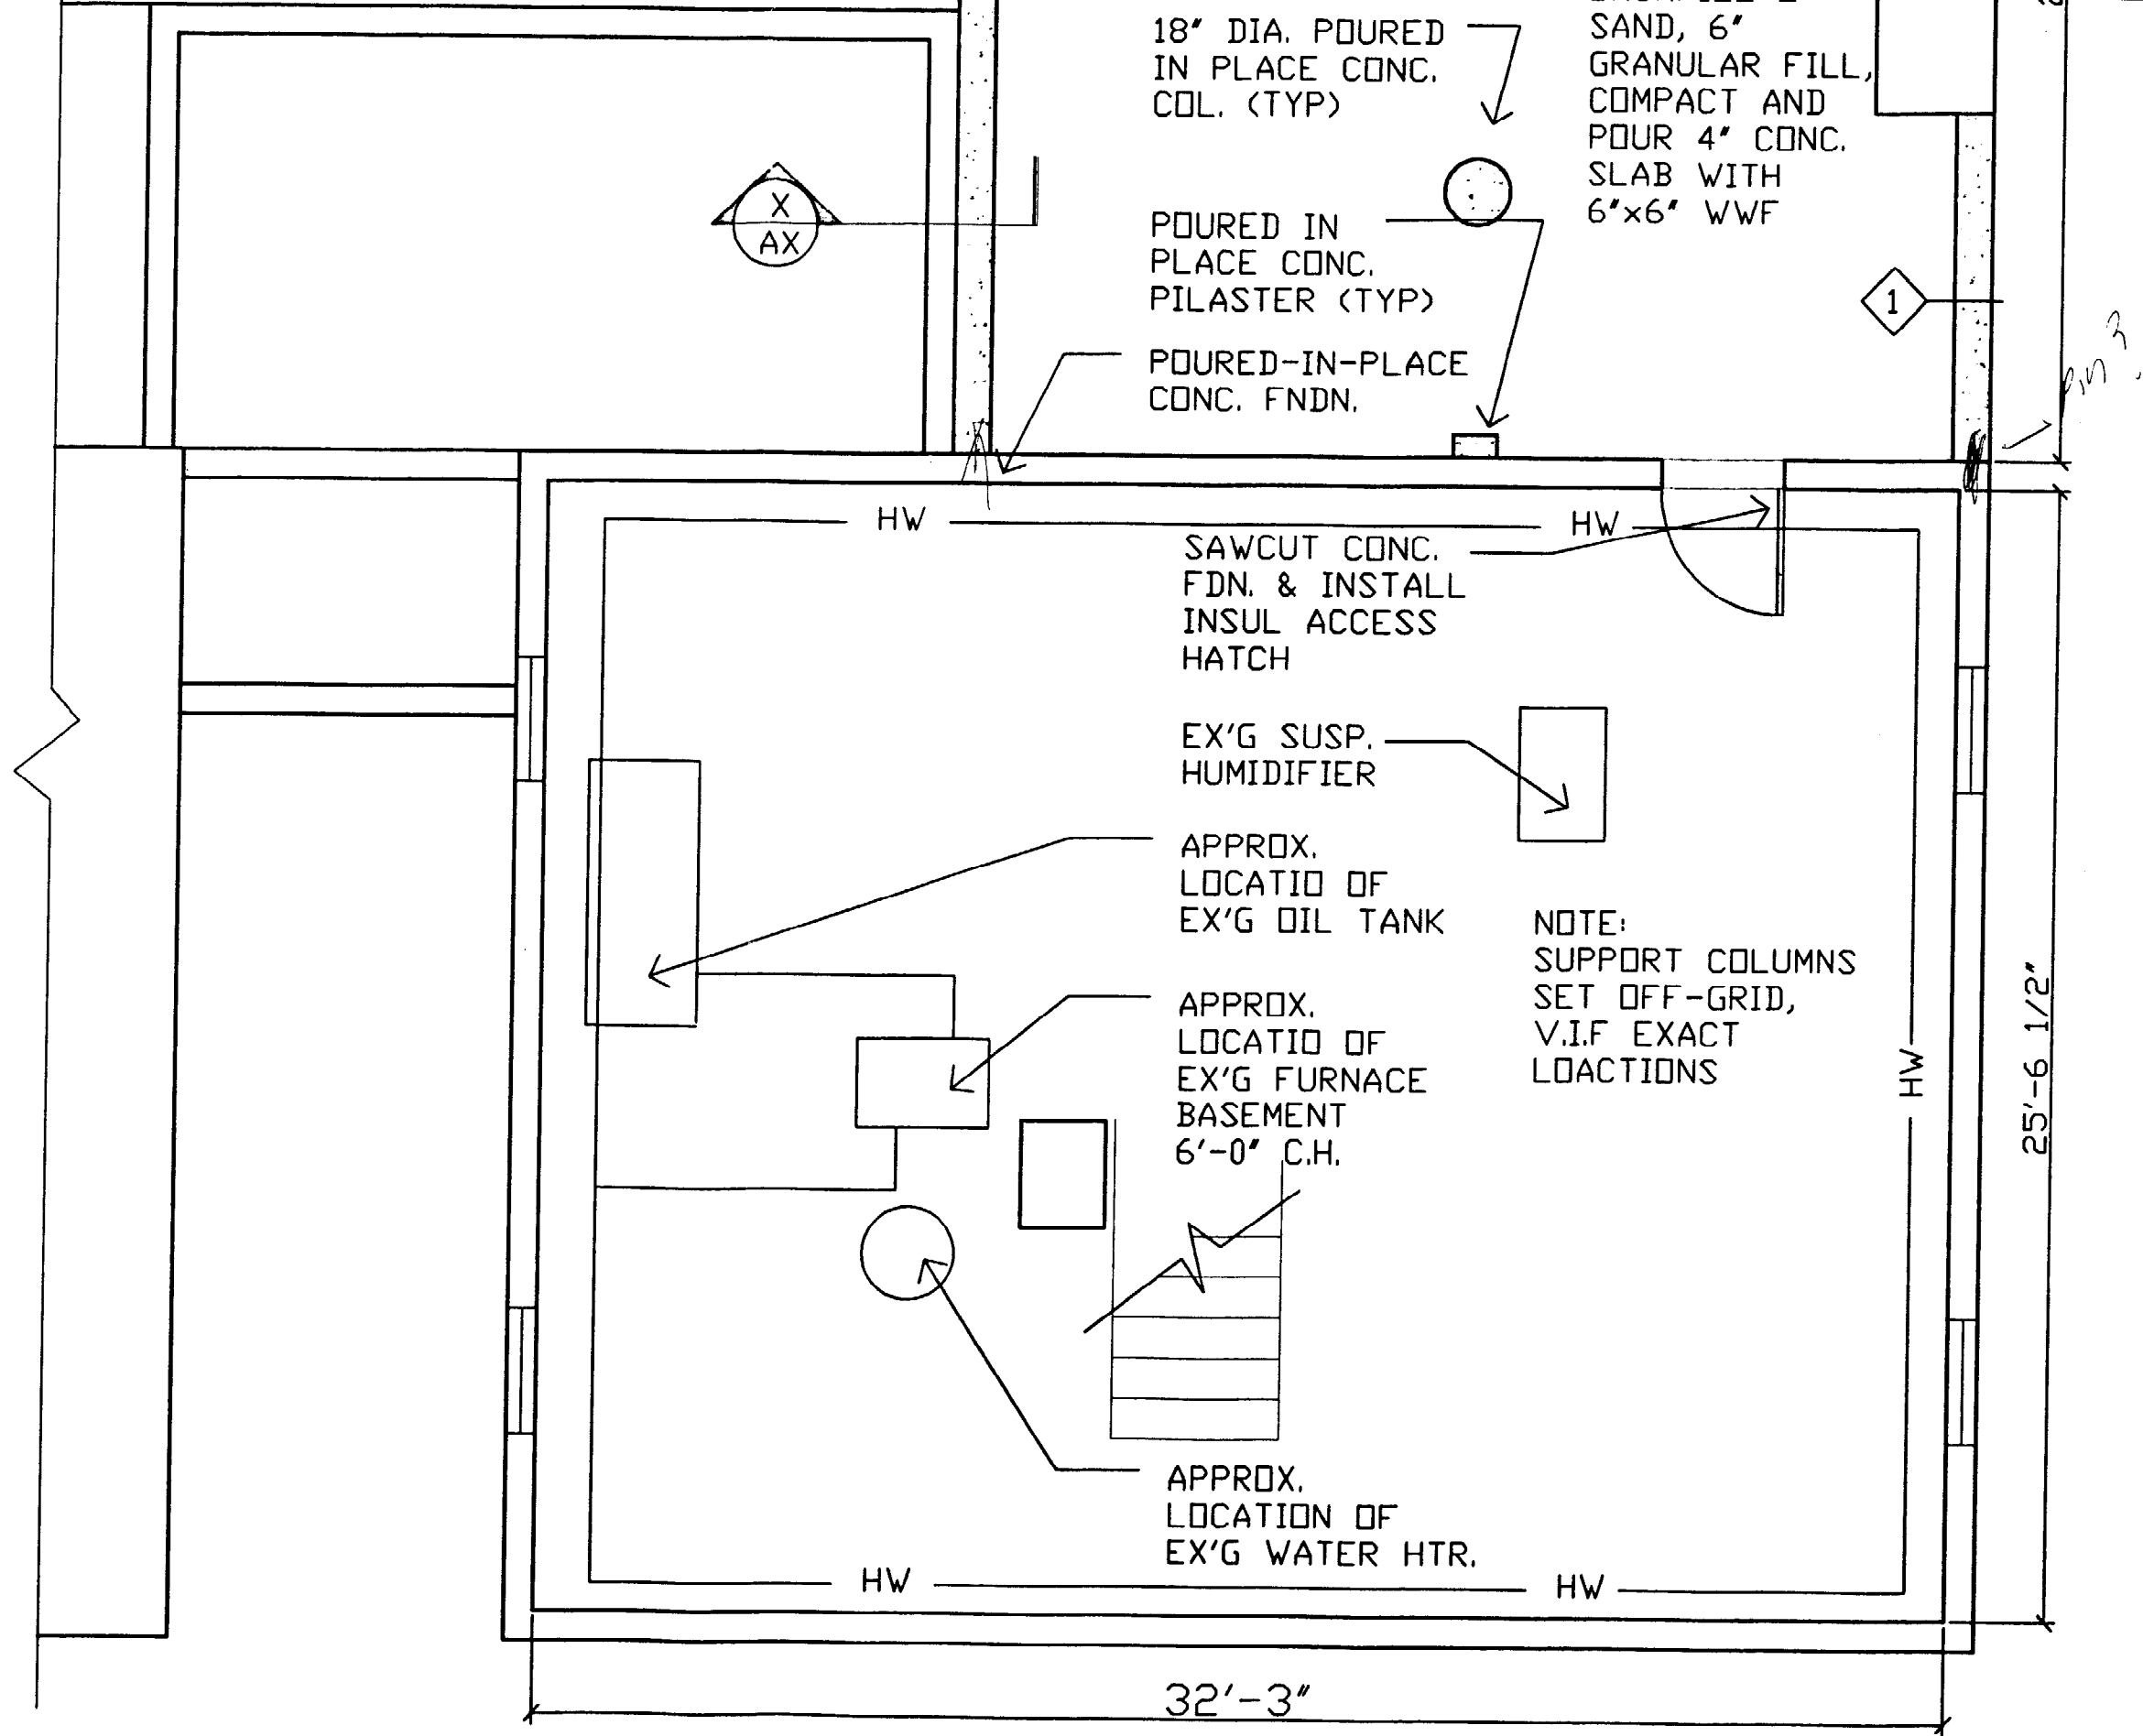 18" DIA. POURED
IN PLACE CONC.
COL. (TYP)
SAND, 6"
GRANULAR FILL,
COMPACT AND
POUR 4" CONC.
SLAB WITH
6"x6" WWF
X
AX
POURED IN
PLACE CONC.
PILASTER (TYP)
1
POURED-IN-PLACE
CONC. FNDN.
HW
HW
SAWCUT CONC.
FDN. & INSTALL
INSUL ACCESS
HATCH
EX'G SUSP.
HUMIDIFIER
APPROX.
LOCATIO OF
EX'G OIL TANK
NOTE:
SUPPORT COLUMNS
SET OFF-GRID,
V.I.F EXACT
LOACTIONS
APPROX.
LOCATIO OF
EX'G FURNACE
BASEMENT
6'-0" C.H.
HW
25'-6 1/2"
APPROX.
LOCATION OF
EX'G WATER HTR.
HW
HW
32'-3"